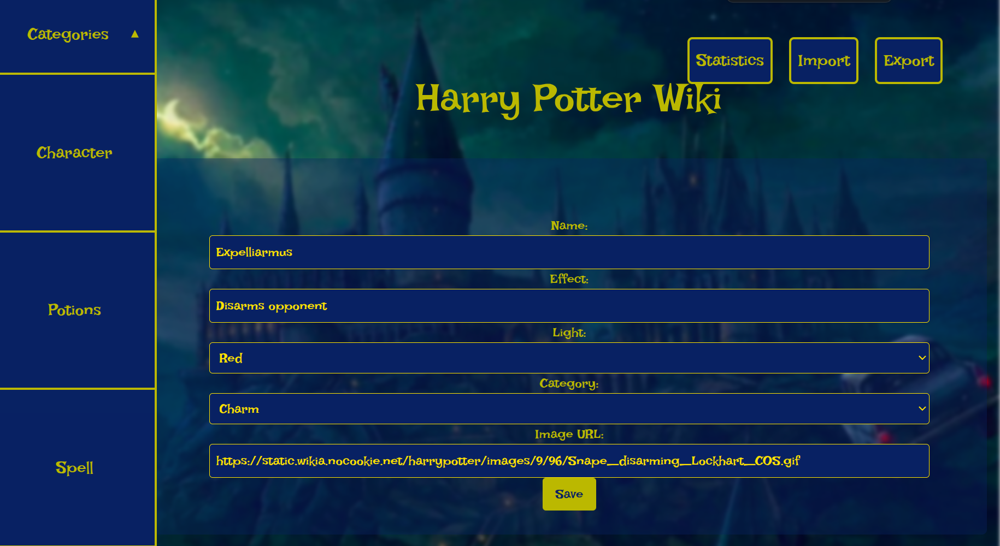 Categories ▲
Character
Potions
Spell
Statistics
Import
Export
Harry Potter Wiki
Name:
Expelliarmus
Effect:
Disarms opponent
Light:
Red
Category:
Charm
Image URL:
https://static.wikia.nocookie.net/harrypotter/images/9/96/Snape_disarming_Lockhart_COS.gif
Save